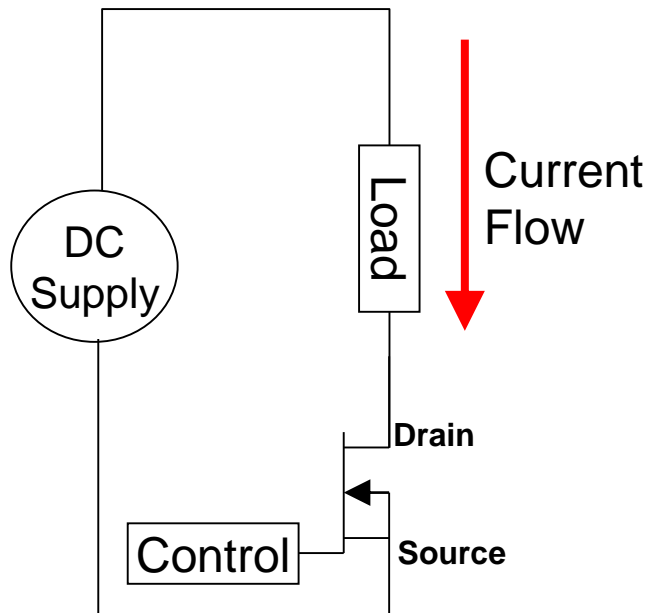 DC
Supply
Load
Current
Flow
Drain
Control
Source